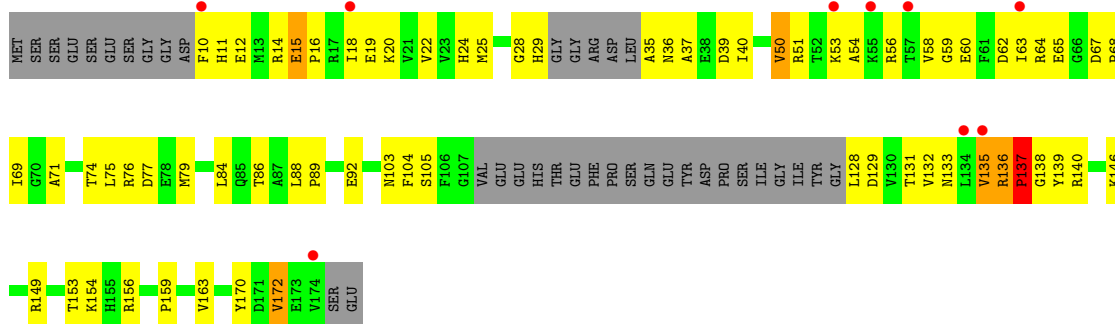 MET SER SER GLU SER GLU SER GLY GLY ASP F10 H11 E12 M13 R14 E15 P16 R17 I18 E19 K20 V21 V22 V23 H24 M25 G28 H29 GLY GLY ARG ASP LEU A35 N36 A37 E38 D39 I40 V50 R51 T52 K53 A54 K55 R56 T57 V58 G59 E60 F61 D62 I63 R64 E65 G66 D67 R68
I69 G70 A71 T74 L75 R76 D77 E78 M79 L84 Q85 T86 A87 L88 P89 E92 N103 F104 S105 F106 G107 VAL GLU GLU HIS THR GLU PHE PRO SER GLN GLU TYR ASP PRO SER ILE GLY ILE TYR GLY L128 D129 V130 T131 V132 N133 L134 V135 R136 P137 G138 Y139 R140 K146
R149 T153 K154 H155 R156 P159 V163 Y170 D171 V172 E173 V174 SER GLU